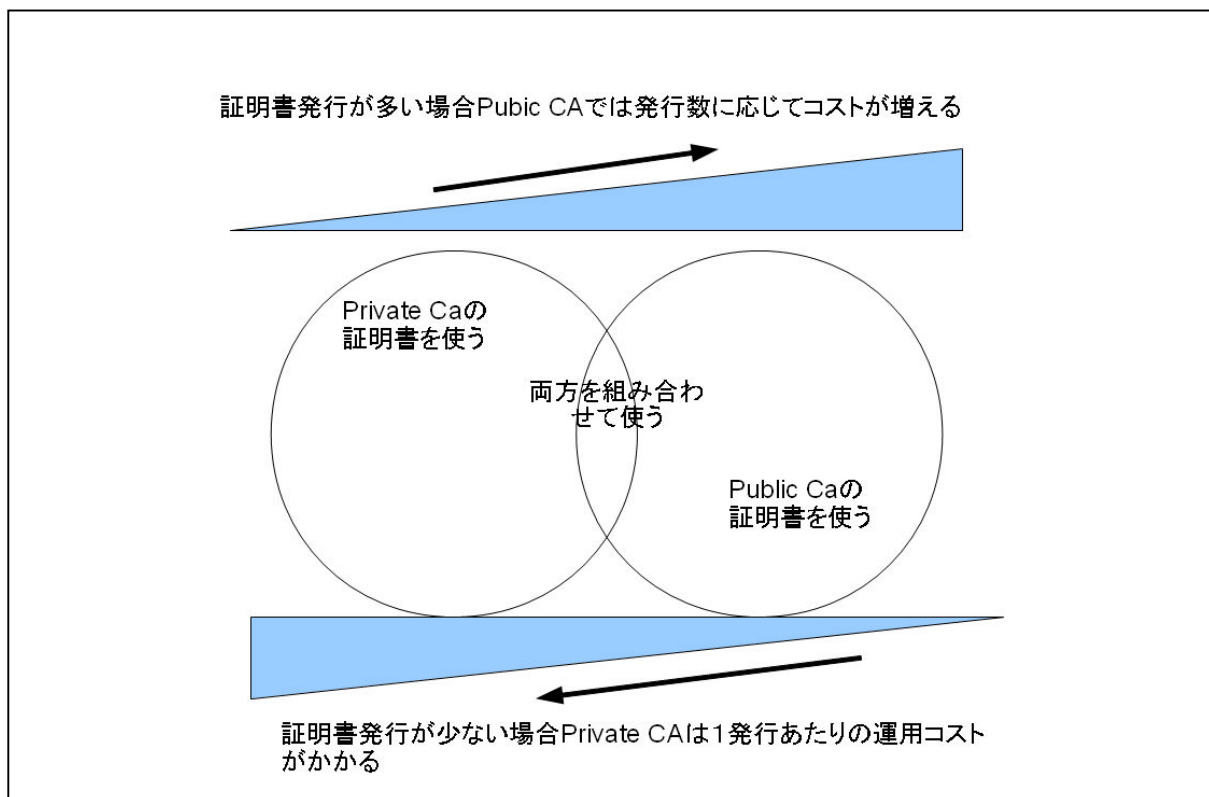 証明書発行が多い場合Pubic CAでは発行数に応じてコストが増える
Private Caの
証明書を使う
両方を組み合わ
せて使う
Public Caの
証明書を使う
証明書発行が少ない場合Private CAは１発行あたりの運用コスト
がかかる